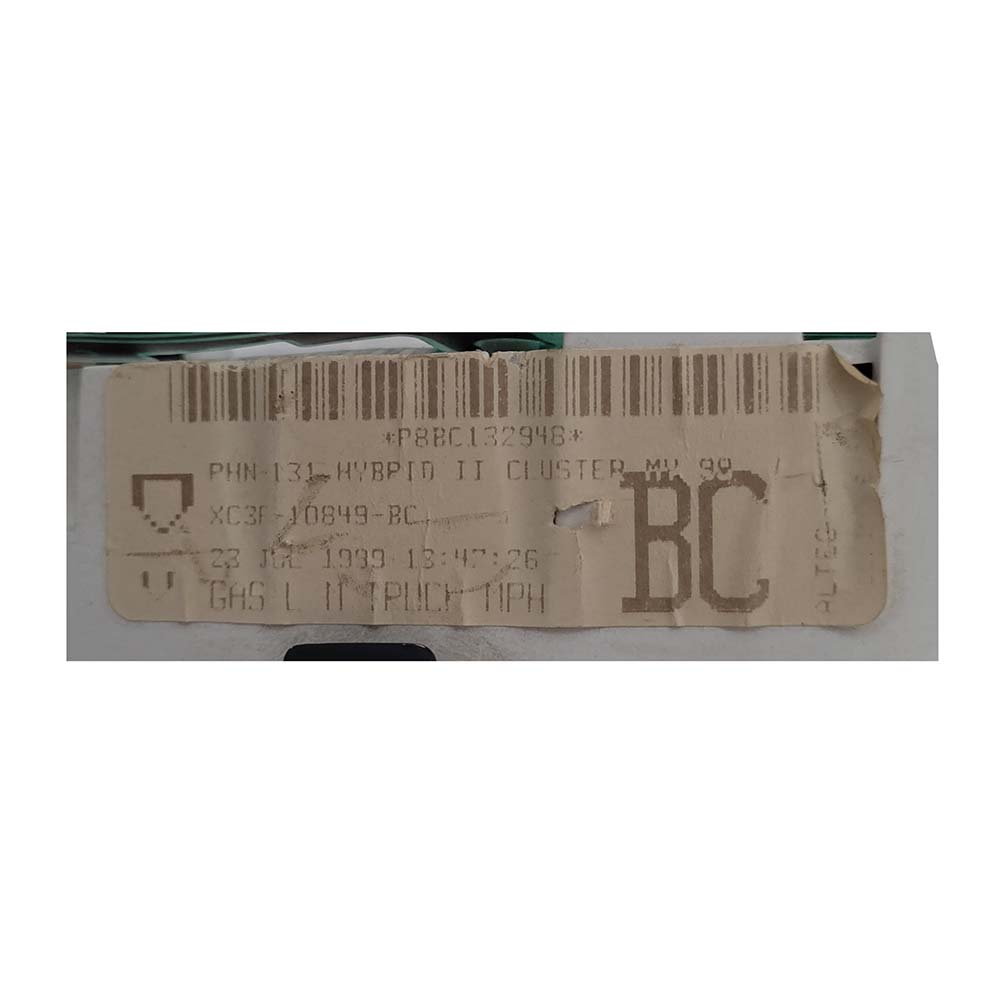 *P8BC132948*
PHN-131 HYBRID II CLUSTER MY 99
XC3F-10849-BC
BC
23 JUL 1999 13:47:26
GAS L M TRUCK MPH
ALTEC